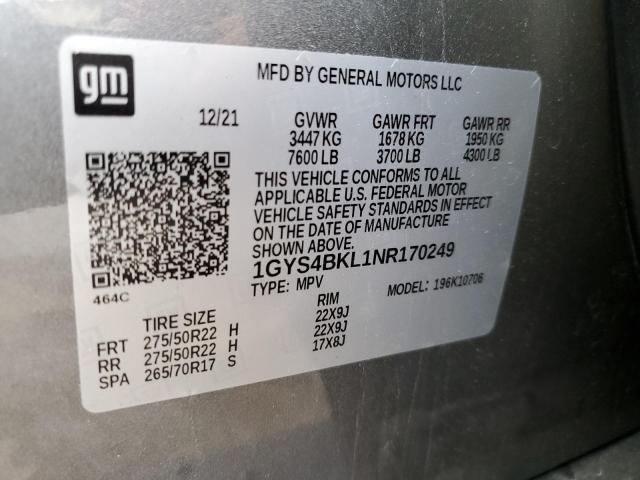 gm
MFD BY GENERAL MOTORS LLC
12/21 GVWR GAWR FRT GAWR RR
3447 KG 1678 KG 1950 KG
7600 LB 3700 LB 4300 LB
THIS VEHICLE CONFORMS TO ALL
APPLICABLE U.S. FEDERAL MOTOR
VEHICLE SAFETY STANDARDS IN EFFECT
ON THE DATE OF MANUFACTURE
SHOWN ABOVE.
1GYS4BKL1NR170249
464C
TYPE: MPV MODEL: 196K10706
TIRE SIZE RIM
FRT 275/50R22 H 22X9J
RR 275/50R22 H 22X9J
SPA 265/70R17 S 17X8J